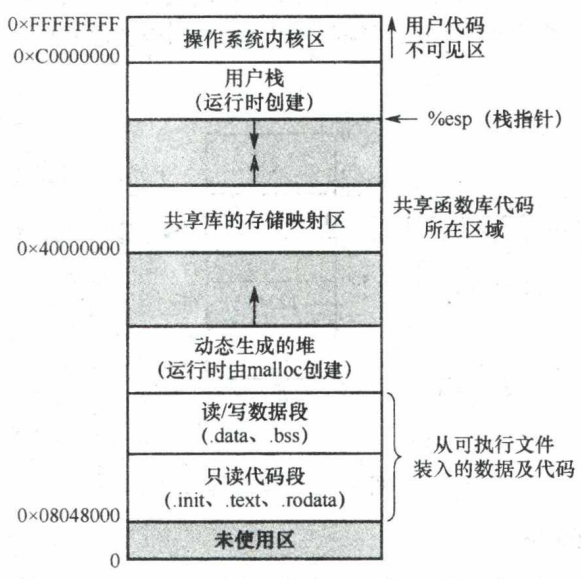 0×FFFFFFFF
操作系统内核区
用户代码
不可见区
0×C0000000
用户栈
(运行时创建)
%esp（栈指针）
共享库的存储映射区
共享函数库代码
所在区域
0×40000000
动态生成的堆
(运行时由malloc创建)
读/写数据段
(.data、.bss)
从可执行文件
装入的数据及代码
只读代码段
(.init、.text、.rodata)
0×08048000
未使用区
0